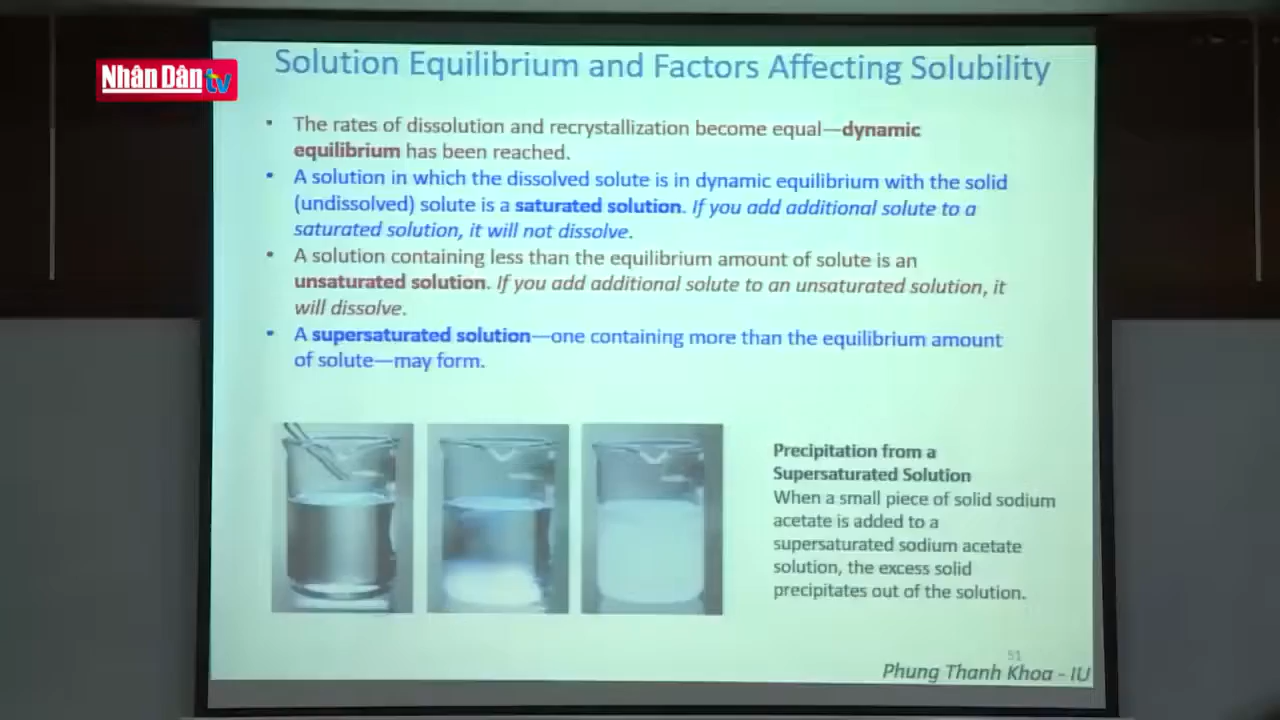 Nhân Dân tv
Solution Equilibrium and Factors Affecting Solubility
• The rates of dissolution and recrystallization become equal—dynamic
equilibrium has been reached.
• A solution in which the dissolved solute is in dynamic equilibrium with the solid
(undissolved) solute is a saturated solution. If you add additional solute to a
saturated solution, it will not dissolve.
• A solution containing less than the equilibrium amount of solute is an
unsaturated solution. If you add additional solute to an unsaturated solution, it
will dissolve.
• A supersaturated solution—one containing more than the equilibrium amount
of solute—may form.
Precipitation from a
Supersaturated Solution
When a small piece of solid sodium
acetate is added to a
supersaturated sodium acetate
solution, the excess solid
precipitates out of the solution.
51
Phung Thanh Khoa - IU